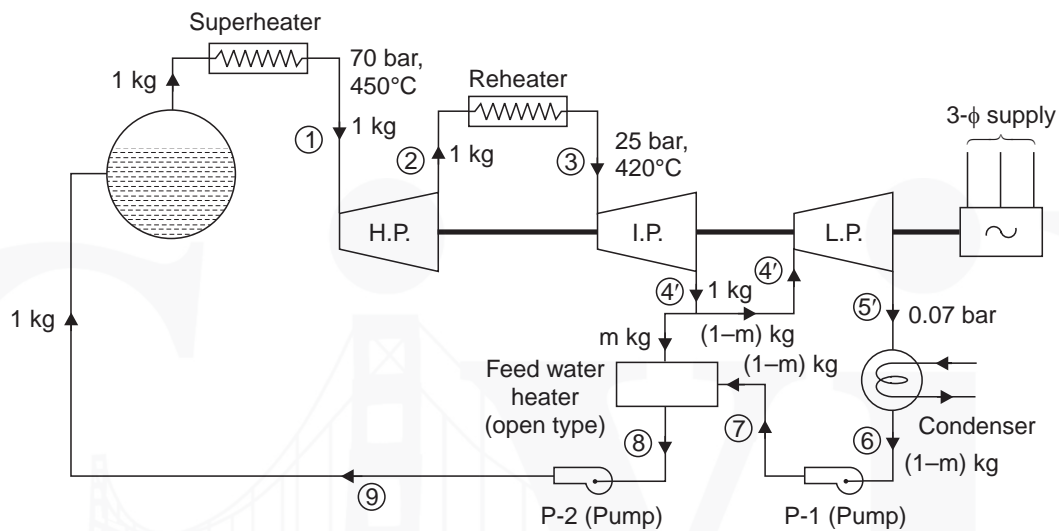 Superheater
70 bar,
450°C
1 kg
Reheater
1 kg
①
②
1 kg
③
25 bar,
420°C
3-ϕ supply
H.P.
I.P.
L.P.
4′
1 kg
4′
5′
0.07 bar
1 kg
m kg
(1–m) kg
(1–m) kg
Feed water
heater
(open type)
Condenser
⑧
⑦
⑥
(1–m) kg
⑨
P-2 (Pump)
P-1 (Pump)